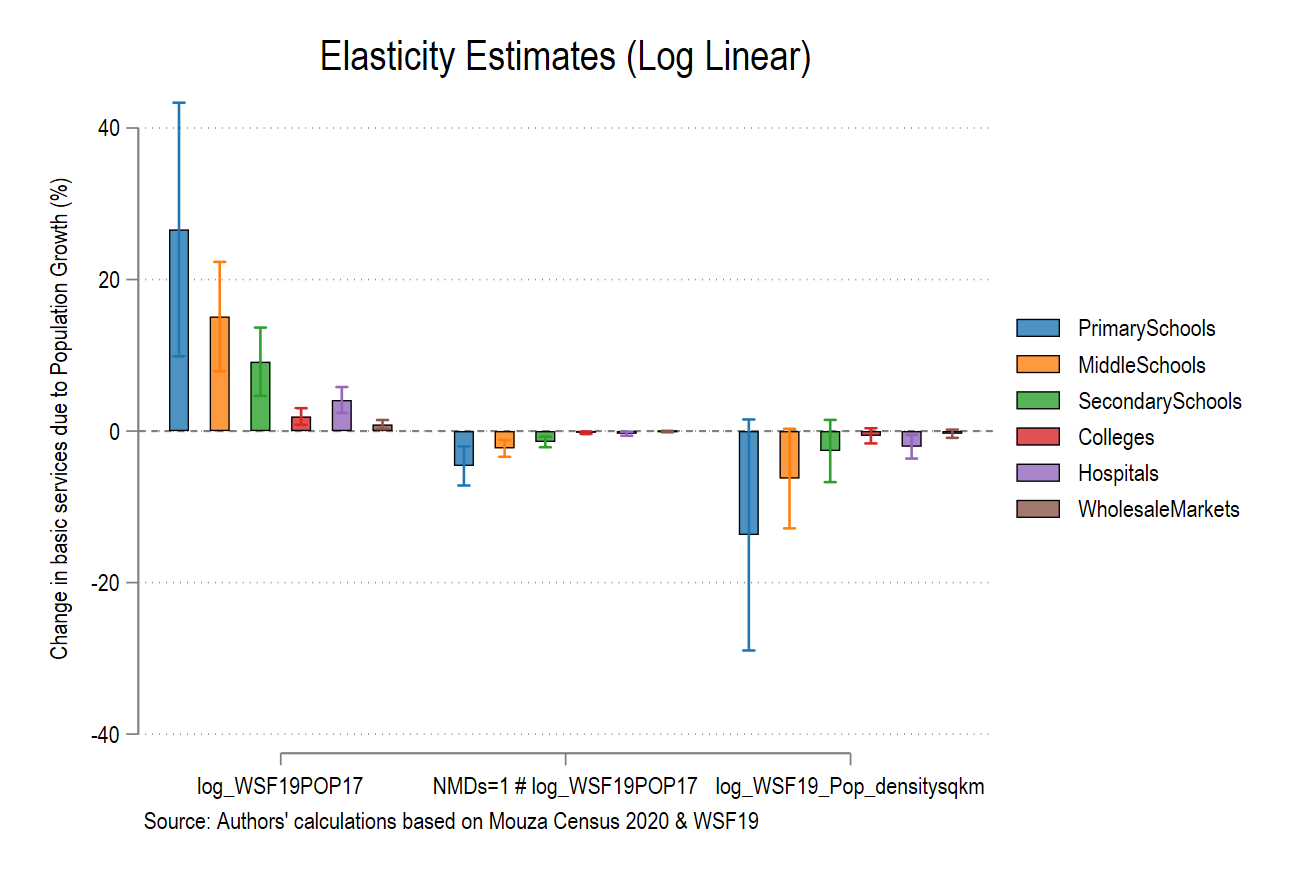 Elasticity Estimates (Log Linear)
Change in basic services due to Population Growth (%)
40
20
0
-20
-40
PrimarySchools
MiddleSchools
SecondarySchools
Colleges
Hospitals
WholesaleMarkets
log_WSF19POP17
NMDs=1 # log_WSF19POP17
log_WSF19_Pop_densitysqkm
Source: Authors' calculations based on Mouza Census 2020 & WSF19